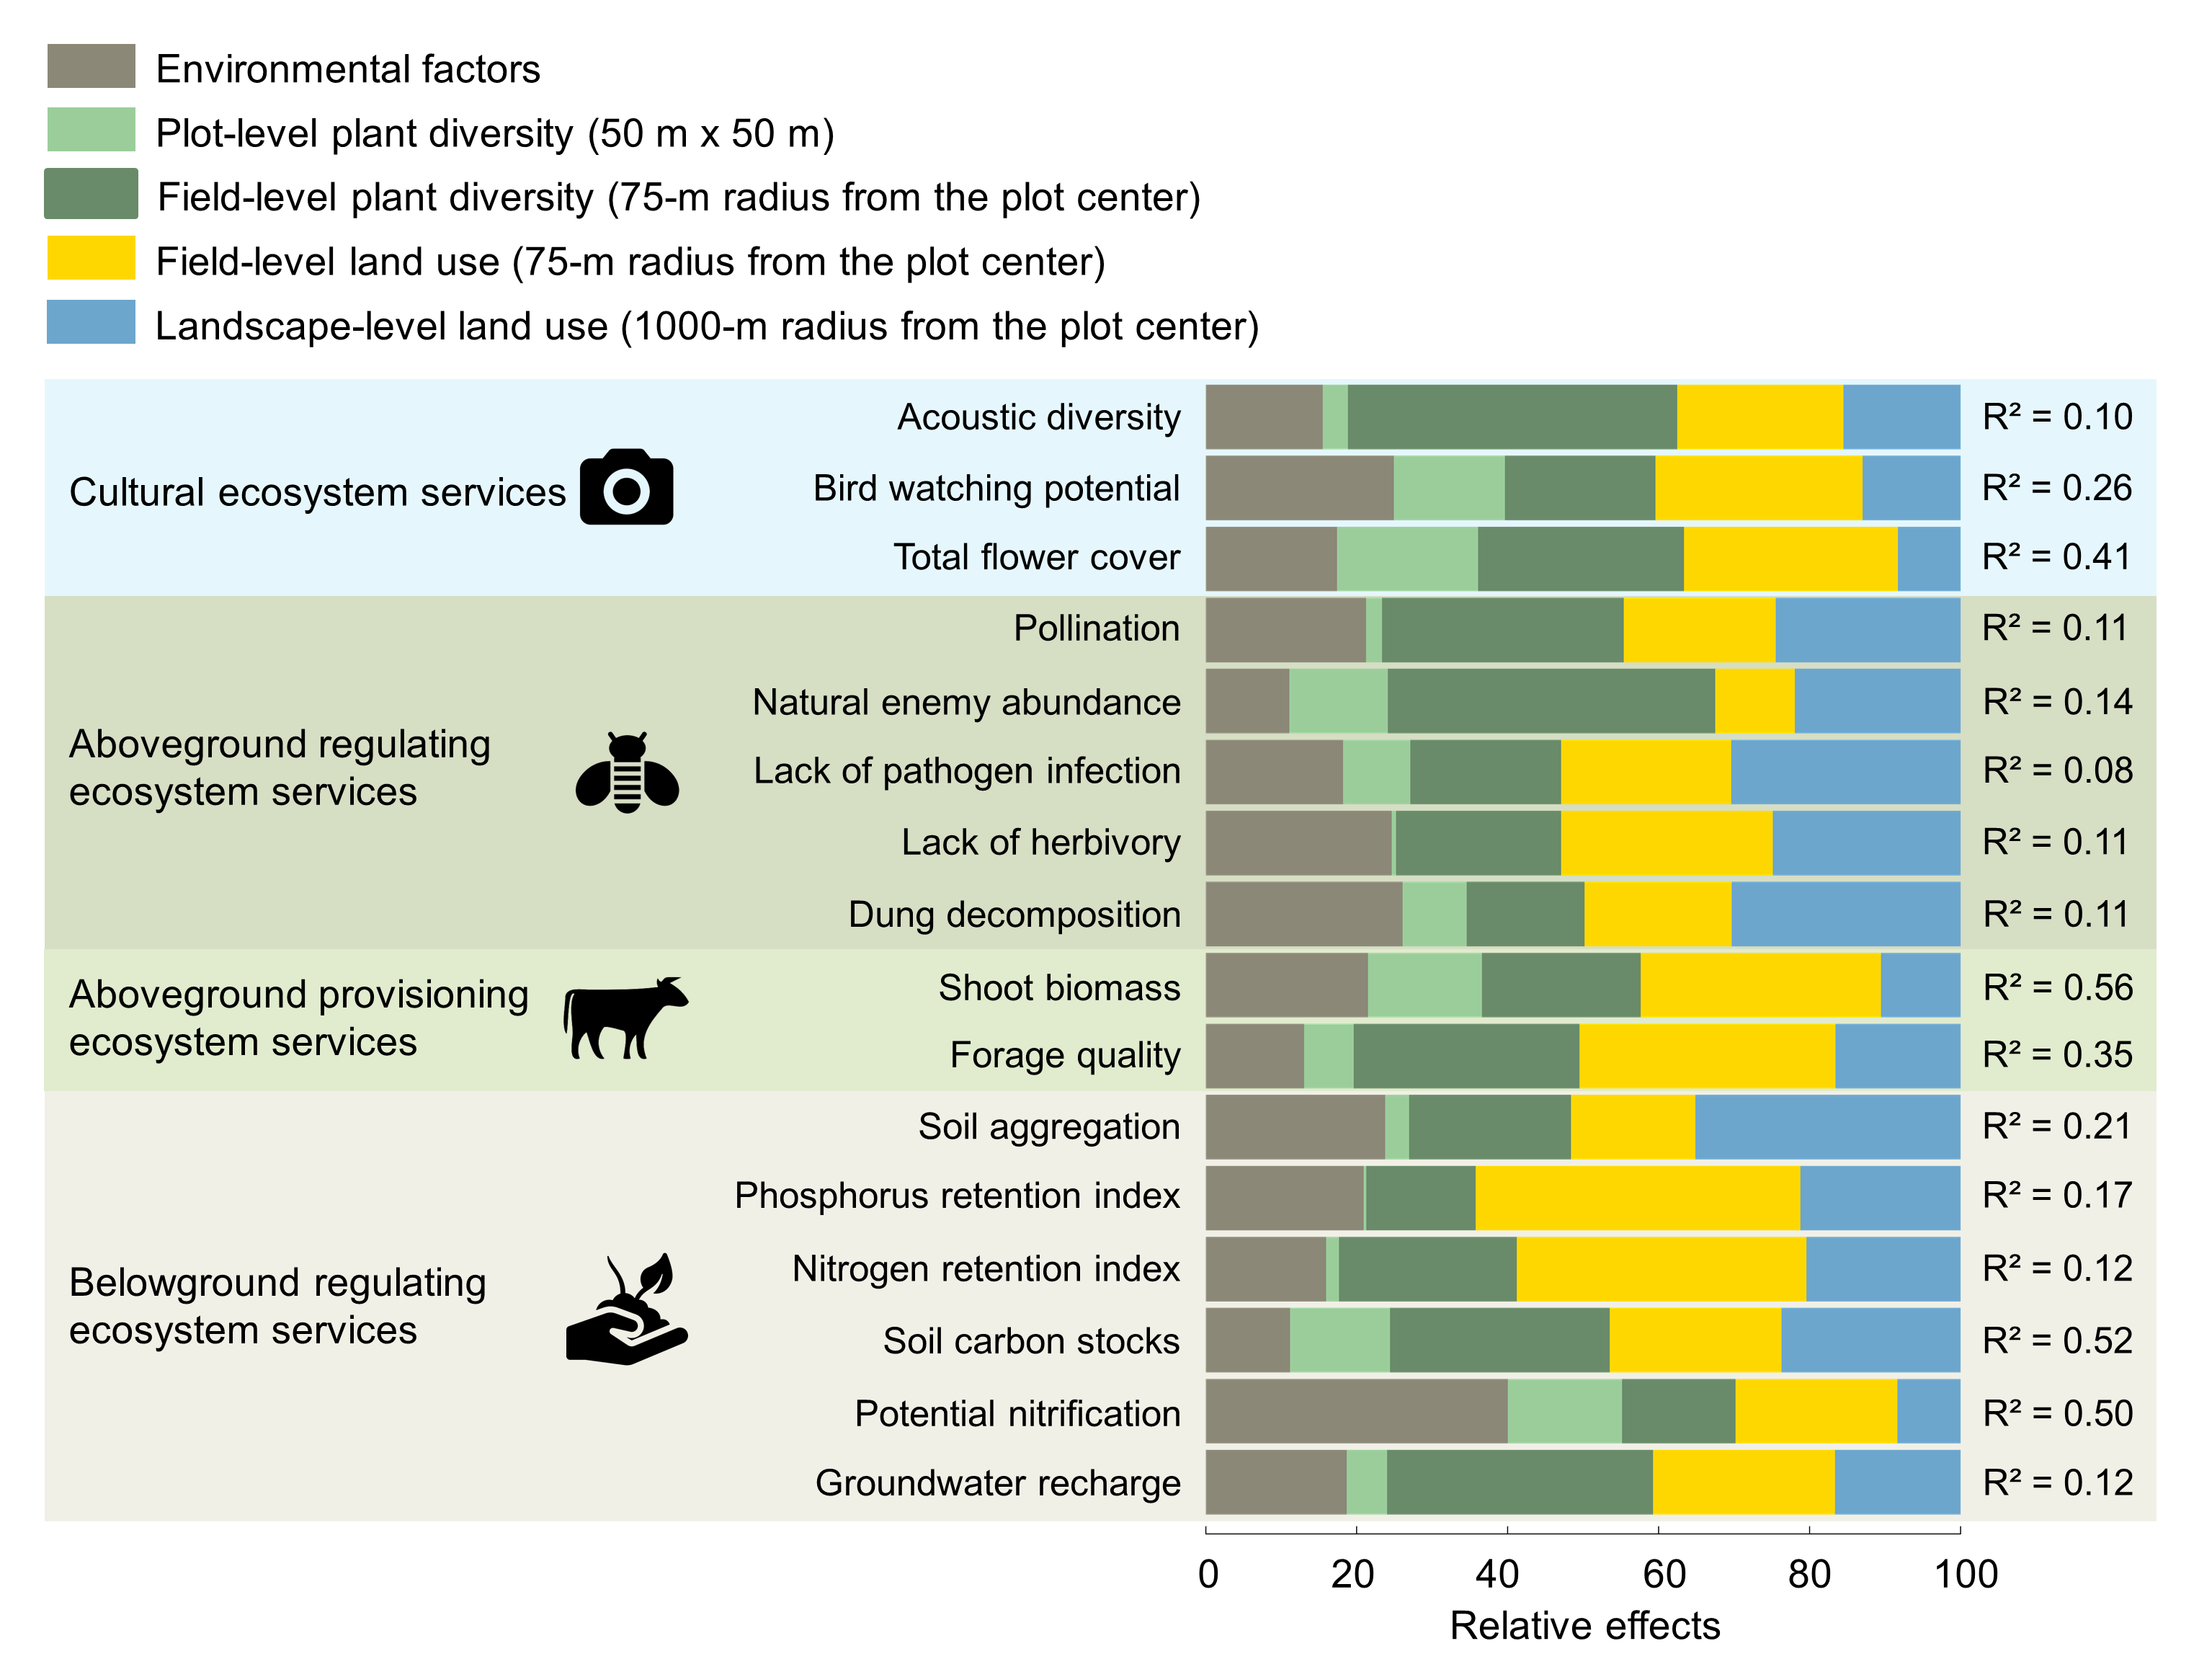 Environmental factors
Plot-level plant diversity (50 m x 50 m)
Field-level plant diversity (75-m radius from the plot center)
Field-level land use (75-m radius from the plot center)
Landscape-level land use (1000-m radius from the plot center)
Cultural ecosystem services
Acoustic diversity R² = 0.10
Bird watching potential R² = 0.26
Total flower cover R² = 0.41
Aboveground regulating
ecosystem services
Pollination R² = 0.11
Natural enemy abundance R² = 0.14
Lack of pathogen infection R² = 0.08
Lack of herbivory R² = 0.11
Dung decomposition R² = 0.11
Aboveground provisioning
ecosystem services
Shoot biomass R² = 0.56
Forage quality R² = 0.35
Belowground regulating
ecosystem services
Soil aggregation R² = 0.21
Phosphorus retention index R² = 0.17
Nitrogen retention index R² = 0.12
Soil carbon stocks R² = 0.52
Potential nitrification R² = 0.50
Groundwater recharge R² = 0.12
0 20 40 60 80 100
Relative effects